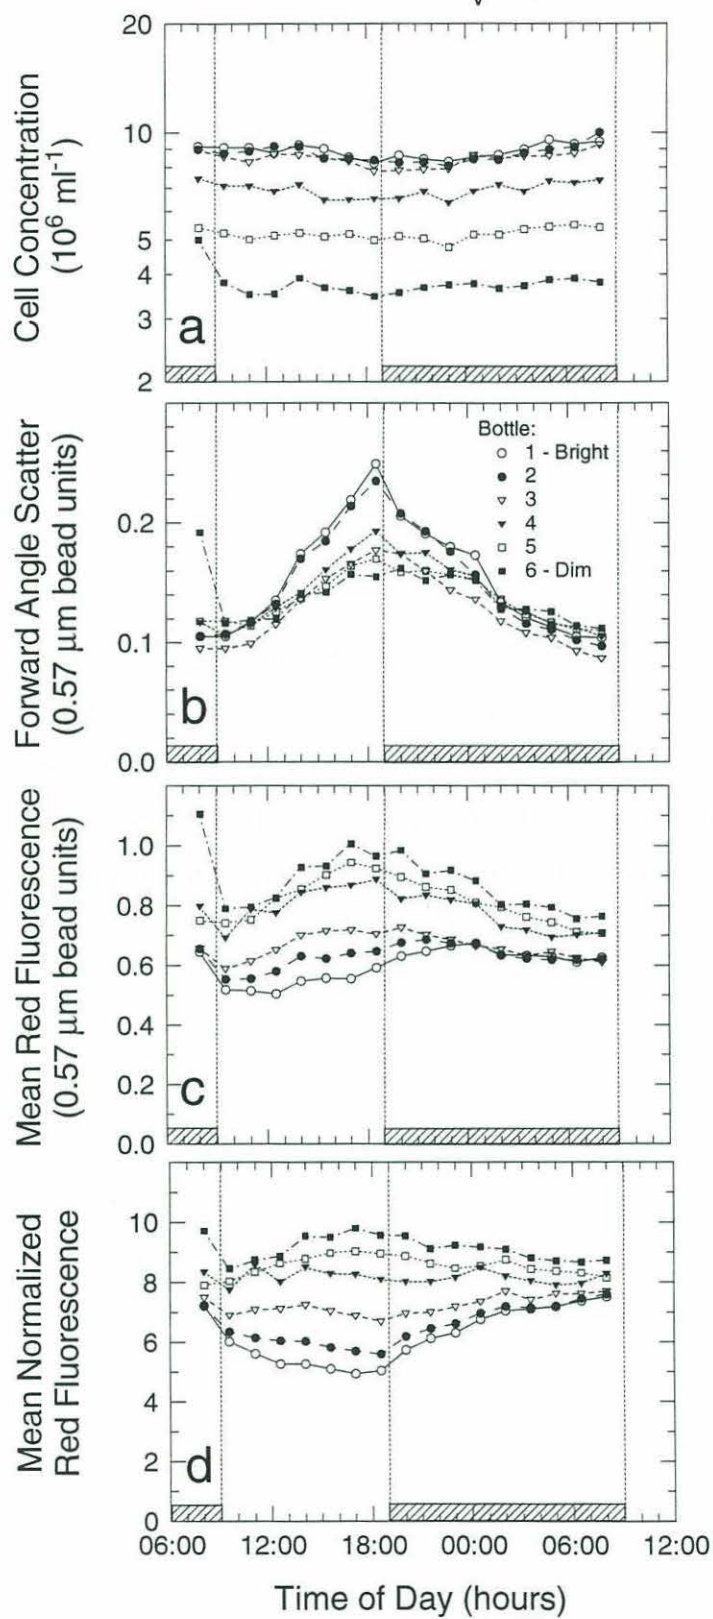 Cell Concentration
(10⁶ ml⁻¹)
20
10
5
4
3
2
a
Forward Angle Scatter
(0.57 μm bead units)
0.2
0.1
0.0
b
Bottle:
1 - Bright
2
3
4
5
6 - Dim
Mean Red Fluorescence
(0.57 μm bead units)
1.0
0.8
0.6
0.4
0.2
0.0
c
Mean Normalized
Red Fluorescence
10
8
6
4
2
0
d
06:00 12:00 18:00 00:00 06:00 12:00
Time of Day (hours)